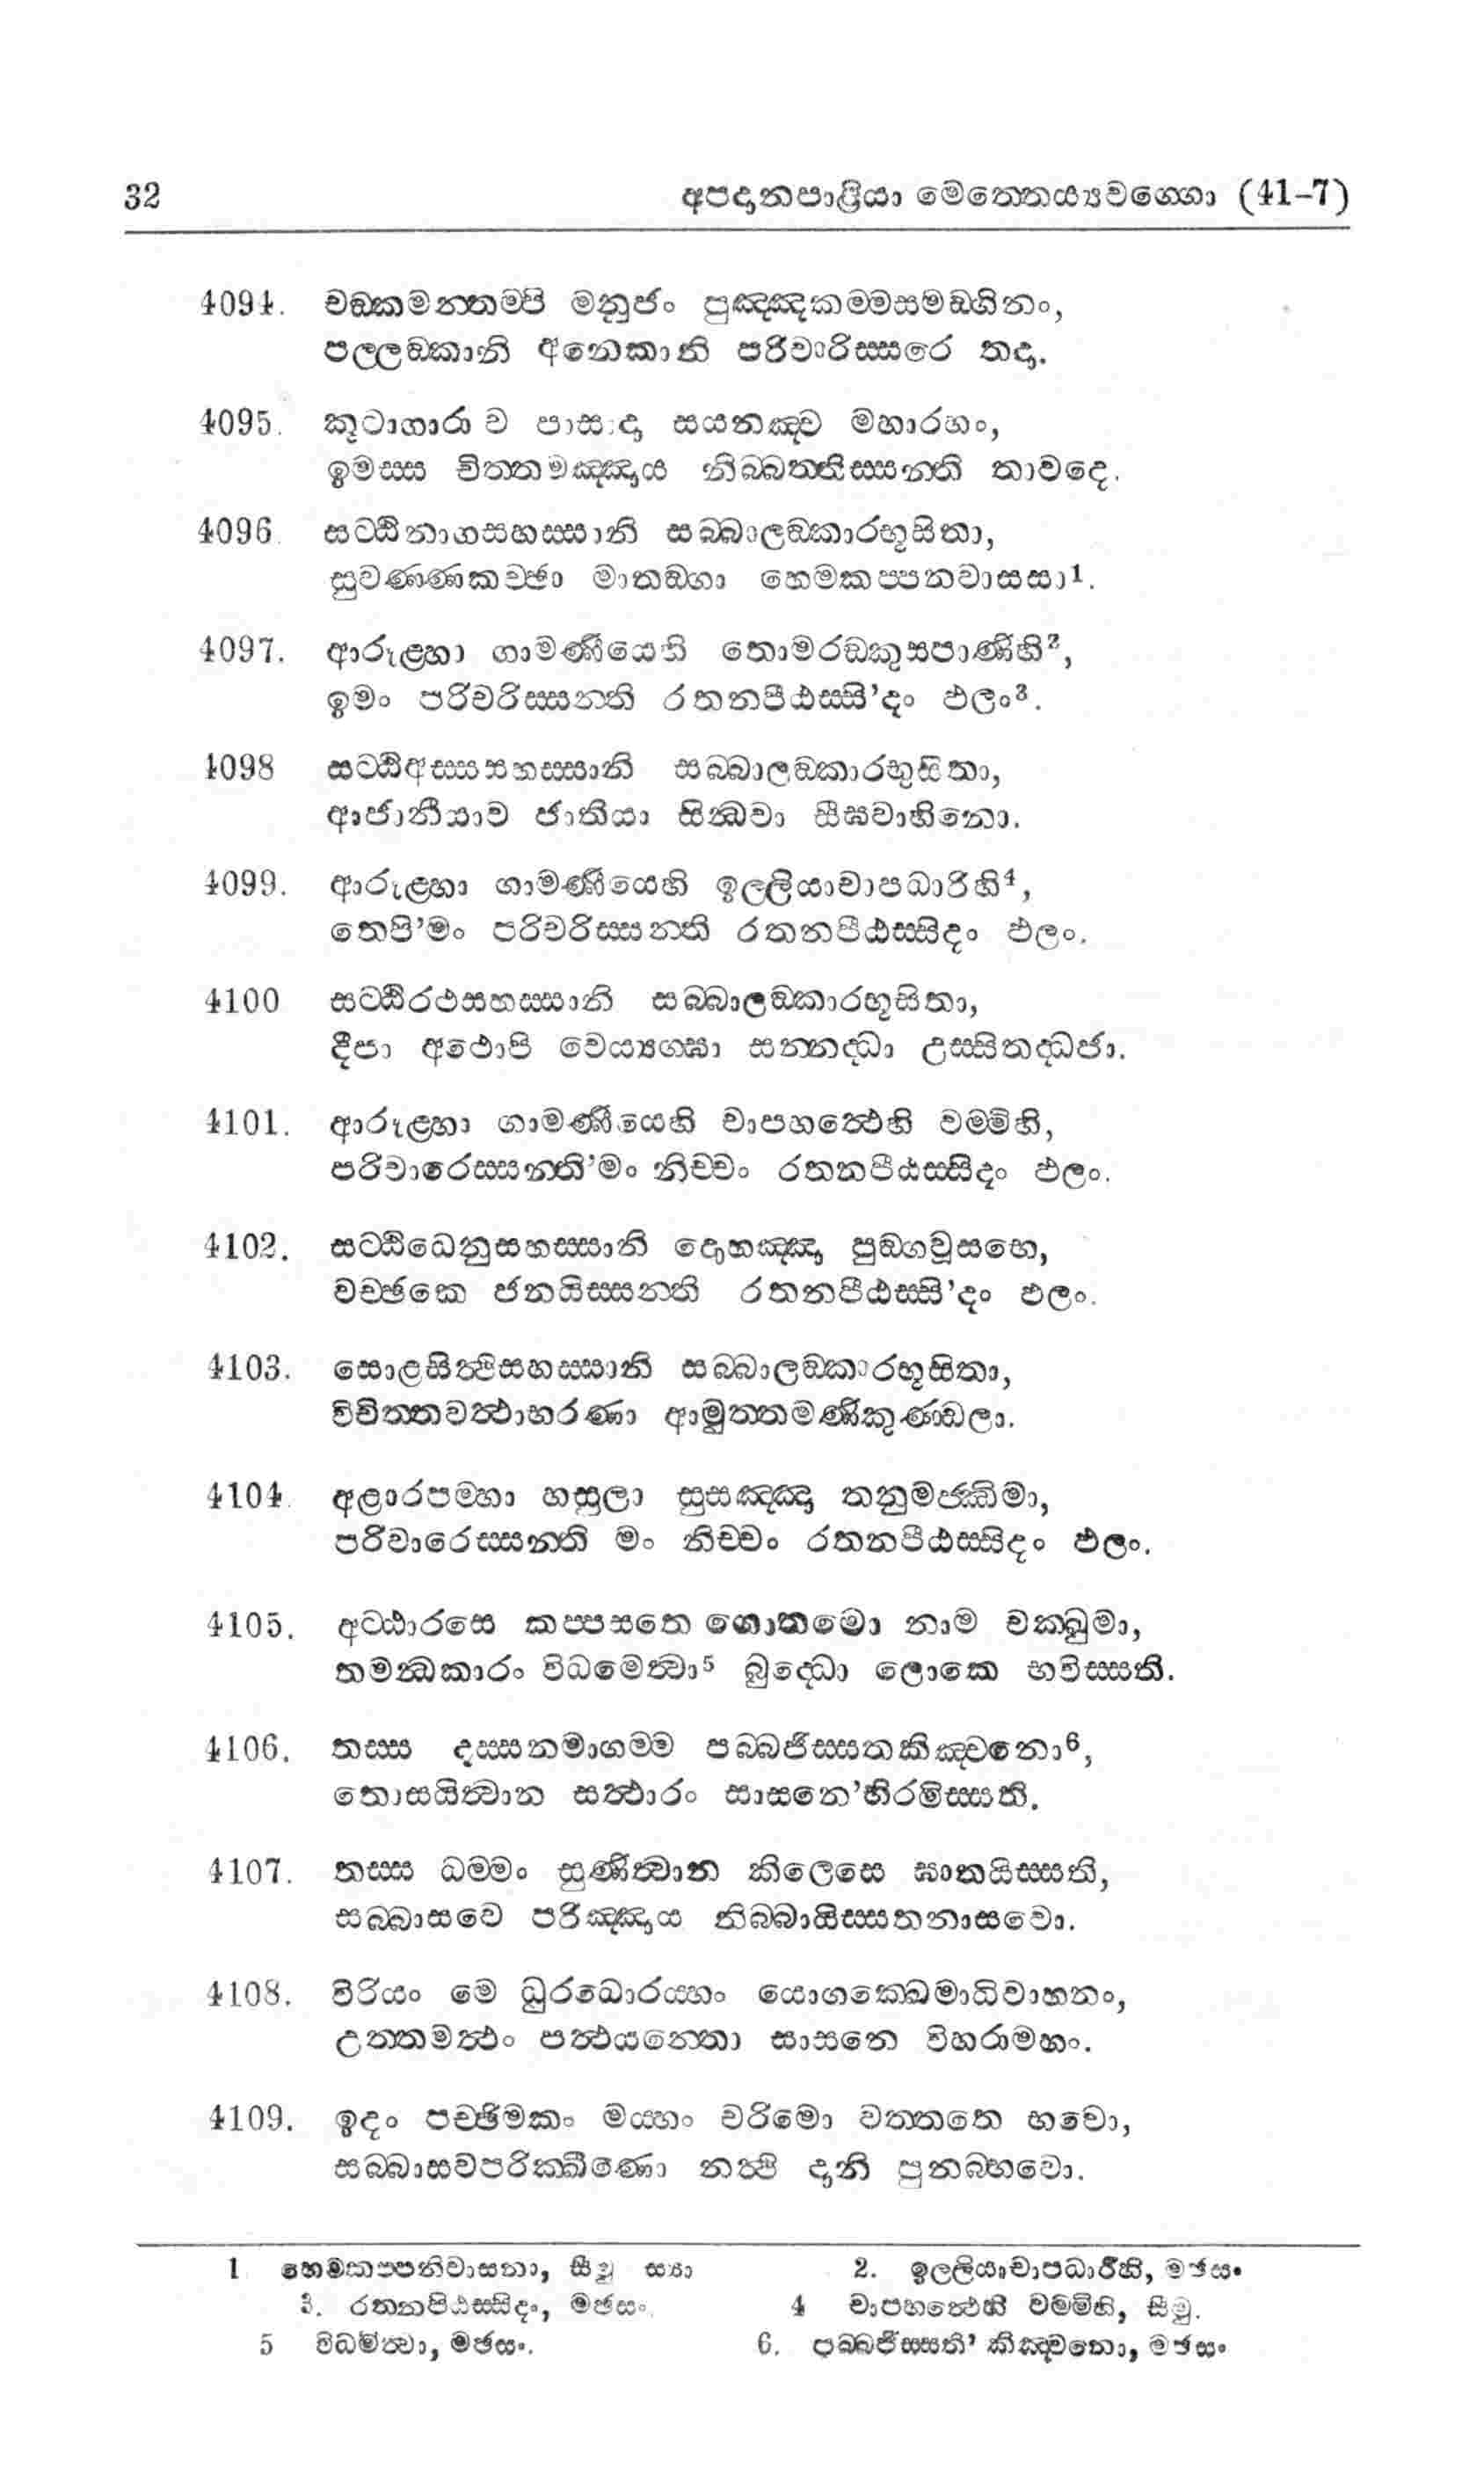 32 අපදානපාළියා මෙත්තෙය්‍යවග්ගො (41-7)
4094. චඞ්කමන්තම්පි මනුජං පුඤ්ඤකම්මසමඞ්ගිනං,
පල්ලඞ්කානි අනෙකානි පරිවාරිස්සරෙ තදා.
4095. කූටාගාරා ව පාසාදා සයනඤ්ච මහාරහං,
ඉමස්ස චිත්තමඤ්ඤාය නිබ්බත්තිස්සන්ති තාවදෙ.
4096. සට්ඨිනාගසහස්සානි සබ්බාලඞ්කාරභූසිතා,
සුවණ්ණකච්ඡා මාතඞ්ගා හෙමකප්පනවාසසා1.
4097. ආරූළ්හා ගාමණීයෙහි තොමරඞ්කුසපාණිහි2,
ඉමං පරිචරිස්සන්ති රතනපීඨස්සි’දං ඵලං3.
4098 සට්ඨිඅස්සසහස්සානි සබ්බාලඞ්කාරභුසිතා,
ආජානීයාව ජාතියා සින්ධවා සීඝවාහිනො.
4099. ආරූළ්හා ගාමණීයෙහි ඉල්ලියාචාපධාරිහි4,
තෙපි’මං පරිචරිස්සන්ති රතනපීඨස්සිදං ඵලං.
4100 සට්ඨිරථසහස්සානි සබ්බාලඞ්කාරභූසිතා,
දීපා අථොපි වෙය්‍යග්ඝා සන්නද්ධා උස්සිතද්ධජා.
4101. ආරූළ්හා ගාමණීයෙහි චාපහත්ථෙහි වම්මිහි,
පරිවාරෙස්සන්ති’මං නිච්චං රතනපීඨස්සිදං ඵලං.
4102. සට්ඨිධෙනුසහස්සානි දොහඤ්ඤා පුඞ්ගවූසභෙ,
වච්ඡකෙ ජනයිස්සන්ති රතනපීඨස්සි’දං ඵලං.
4103. සොළසිත්ථිසහස්සානි සබ්බාලඞ්කාරභූසිතා,
විචිත්තවත්ථාභරණා ආමුත්තමණිකුණ්ඩලා.
4104. අළාරපම්හා හසුලා සුසඤ්ඤා තනුමජ්ඣිමා,
පරිවාරෙස්සන්ති මං නිච්චං රතනපීඨස්සිදං ඵලං.
4105. අට්ඨාරසෙ කප්පසතෙ ගොතමො නාම චක්ඛුමා,
තමන්ධකාරං විධමෙත්වා5 බුද්ධො ලොකෙ භවිස්සති.
4106. තස්ස දස්සනමාගම්ම පබ්බජිස්සතකිඤ්චනො6,
තොසයිත්වාන සත්ථාරං සාසනෙ’භිරමිස්සති.
4107. තස්ස ධම්මං සුණිත්වාන කිලෙසෙ ඝාතයිස්සති,
සබ්බාසවෙ පරිඤ්ඤාය නිබ්බායිස්සතනාසවො.
4108. විරියං මෙ ධුරධොරය්හං යොගක්ඛෙමාධිවාහනං,
උත්තමත්ථං පත්ථයන්තො සාසනෙ විහරාමහං.
4109. ඉදං පච්ඡිමකං මය්හං චරිමො වත්තතෙ භවො,
සබ්බාසවපරික්ඛීණො නත්ථි දානි පුනබ්භවො.
1 හෙමකප්පනිවාසනා, සීමු ස්‍යා 2. ඉල්ලියාචාපධාරීහි, මඡසං
3. රතනපිඨස්සිදං, මඡසං. 4 චාපහත්ථෙහි වම්මිහි, සීමු.
5 විධමිත්වා, මඡසං. 6. පබ්බජිස්සති’ කිඤ්චනො, මඡසං